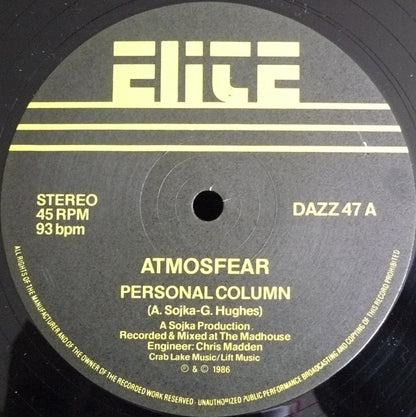 Elite
STEREO
45 RPM
93 bpm
DAZZ 47 A
ATMOSFEAR
PERSONAL COLUMN
(A. Sojka-G. Hughes)
A Sojka Production
Recorded & Mixed at The Madhouse
Engineer: Chris Madden
Crab Lake Music/Lift Music
Ⓟ & © 1986
ALL RIGHTS OF THE MANUFACTURER AND OF THE OWNER OF THE RECORDED WORK RESERVED · UNAUTHORIZED PUBLIC PERFORMANCE BROADCASTING AND COPYING OF THIS RECORD PROHIBITED